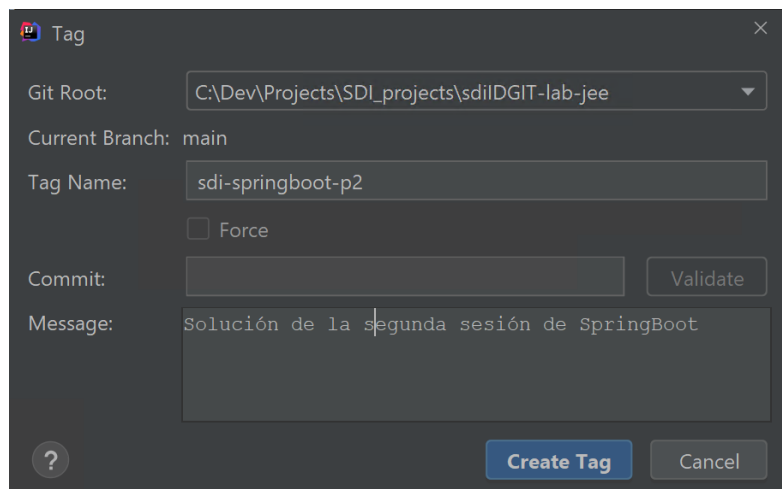 Tag
Git Root: C:\Dev\Projects\SDI_projects\sdiIDGIT-lab-jee
Current Branch: main
Tag Name: sdi-springboot-p2
Force
Commit: Validate
Message: Solución de la segunda sesión de SpringBoot
? Create Tag Cancel